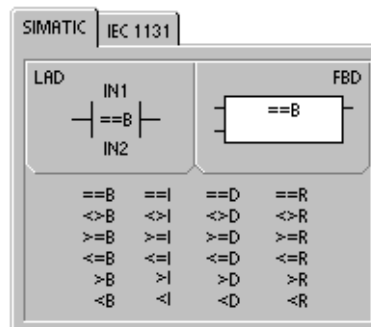 SIMATIC IEC 1131
LAD
IN1
==B
IN2
FBD
==B
==B ==I ==D ==R
<>B <>I <>D <>R
>=B >=I >=D >=R
<=B <=I <=D <=R
>B >I >D >R
<B <I <D <R